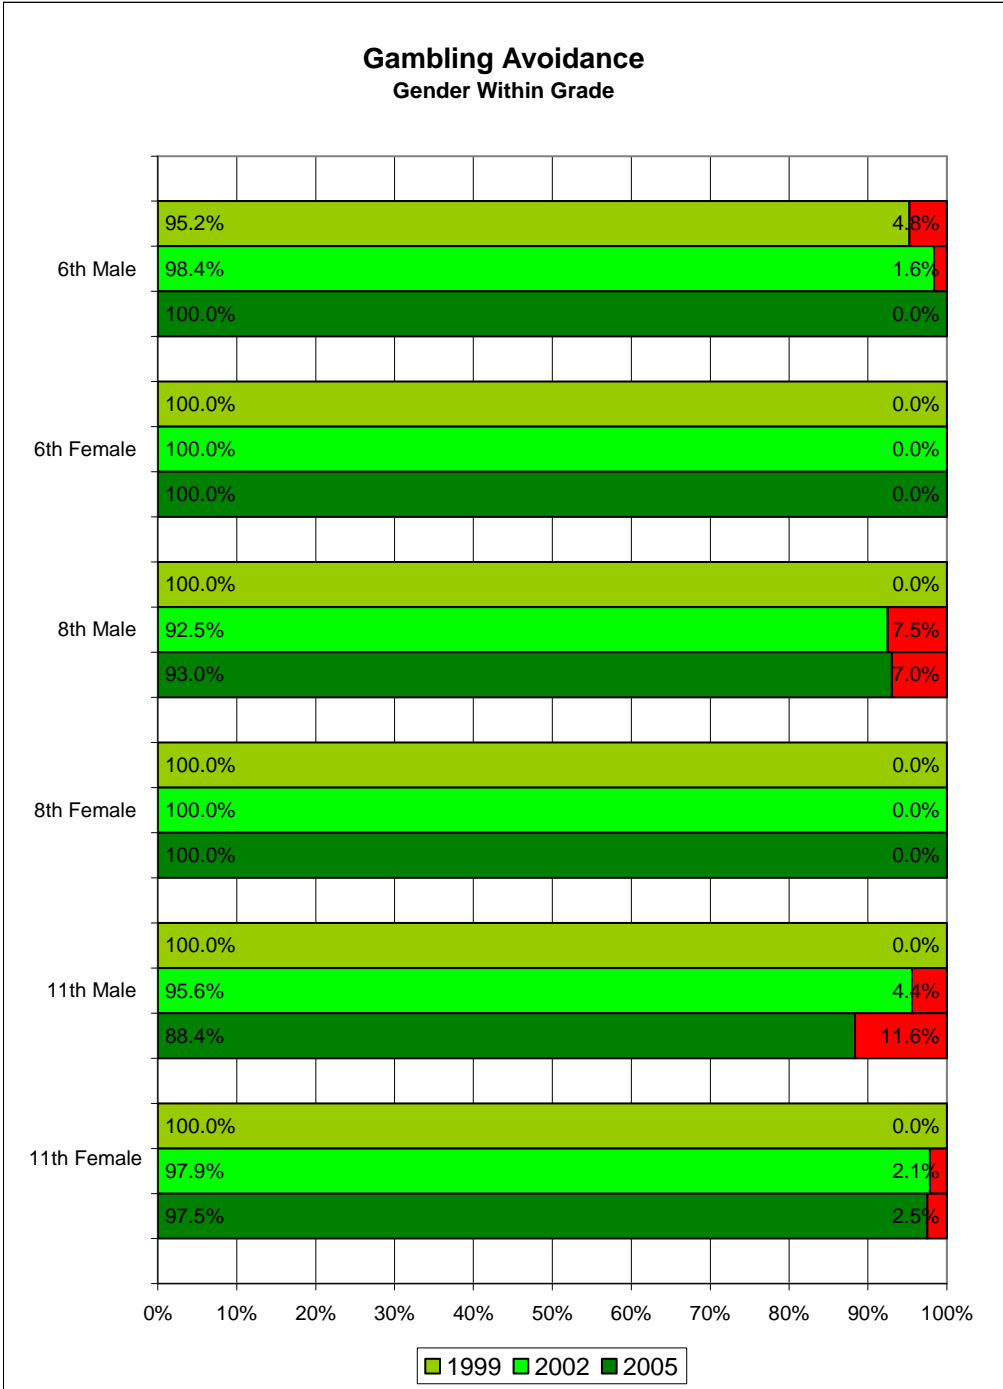 Gambling Avoidance
Gender Within Grade
95.2% 4.8%
6th Male 98.4% 1.6%
100.0% 0.0%
100.0% 0.0%
6th Female 100.0% 0.0%
100.0% 0.0%
100.0% 0.0%
8th Male 92.5% 7.5%
93.0% 7.0%
100.0% 0.0%
8th Female 100.0% 0.0%
100.0% 0.0%
100.0% 0.0%
11th Male 95.6% 4.4%
88.4% 11.6%
100.0% 0.0%
11th Female 97.9% 2.1%
97.5% 2.5%
0% 10% 20% 30% 40% 50% 60% 70% 80% 90% 100%
1999 2002 2005